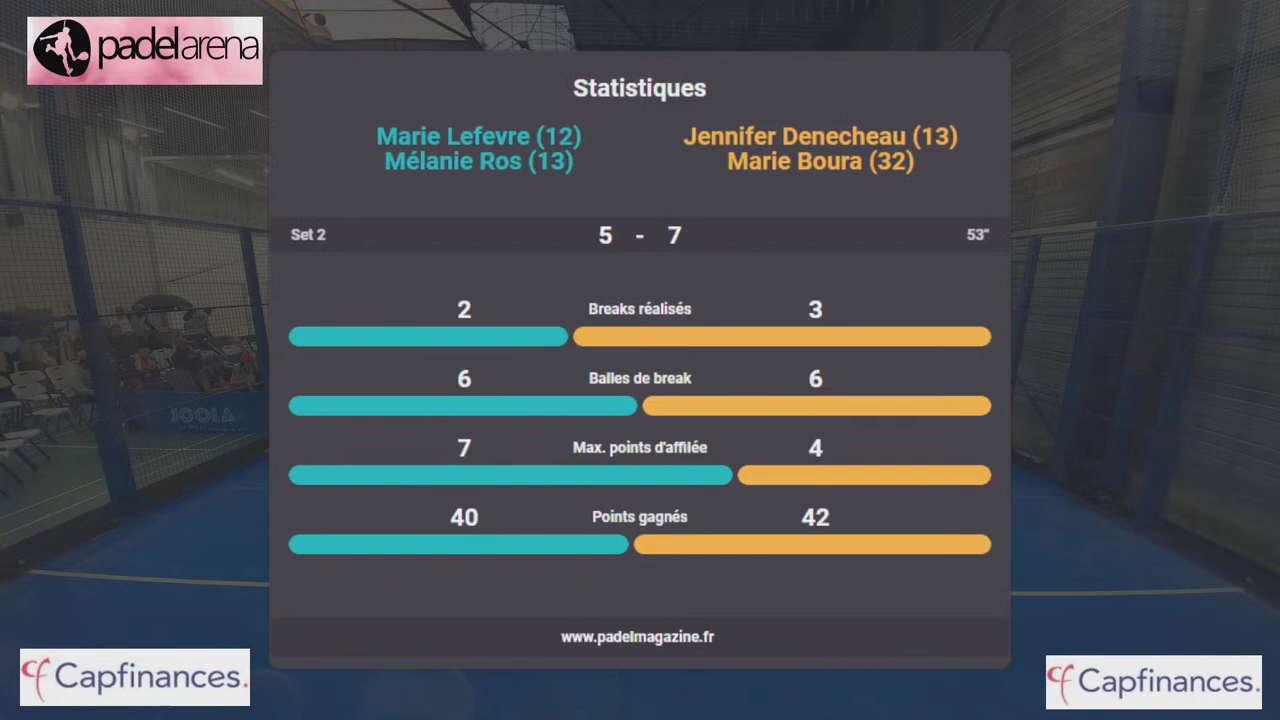 padelarena
Statistiques
Marie Lefevre (12)
Mélanie Ros (13)
Jennifer Denecheau (13)
Marie Boura (32)
Set 2
5 - 7
53"
2 Breaks réalisés 3
6 Balles de break 6
7 Max. points d'affilée 4
40 Points gagnés 42
www.padelmagazine.fr
JOOLA
Capfinances.
Capfinances.